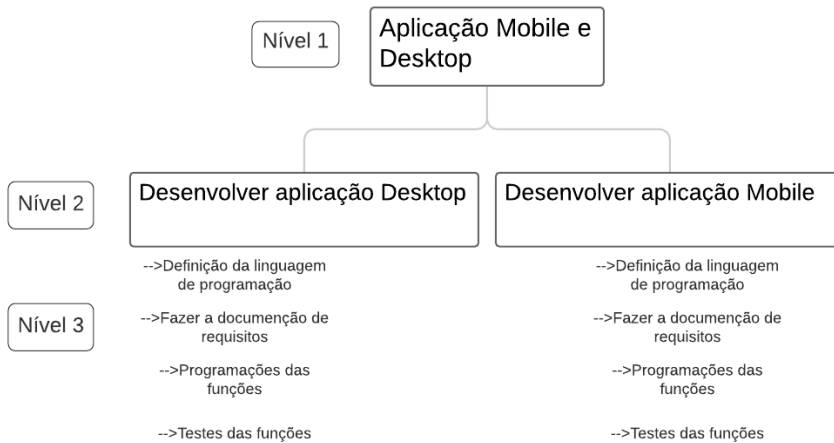 Nível 1
Aplicação Mobile e
Desktop
Nível 2
Desenvolver aplicação Desktop
Desenvolver aplicação Mobile
Nível 3
-->Definição da linguagem
de programação
-->Fazer a documenção de
requisitos
-->Programações das
funções
-->Testes das funções
-->Definição da linguagem
de programação
-->Fazer a documenção de
requisitos
-->Programações das
funções
-->Testes das funções